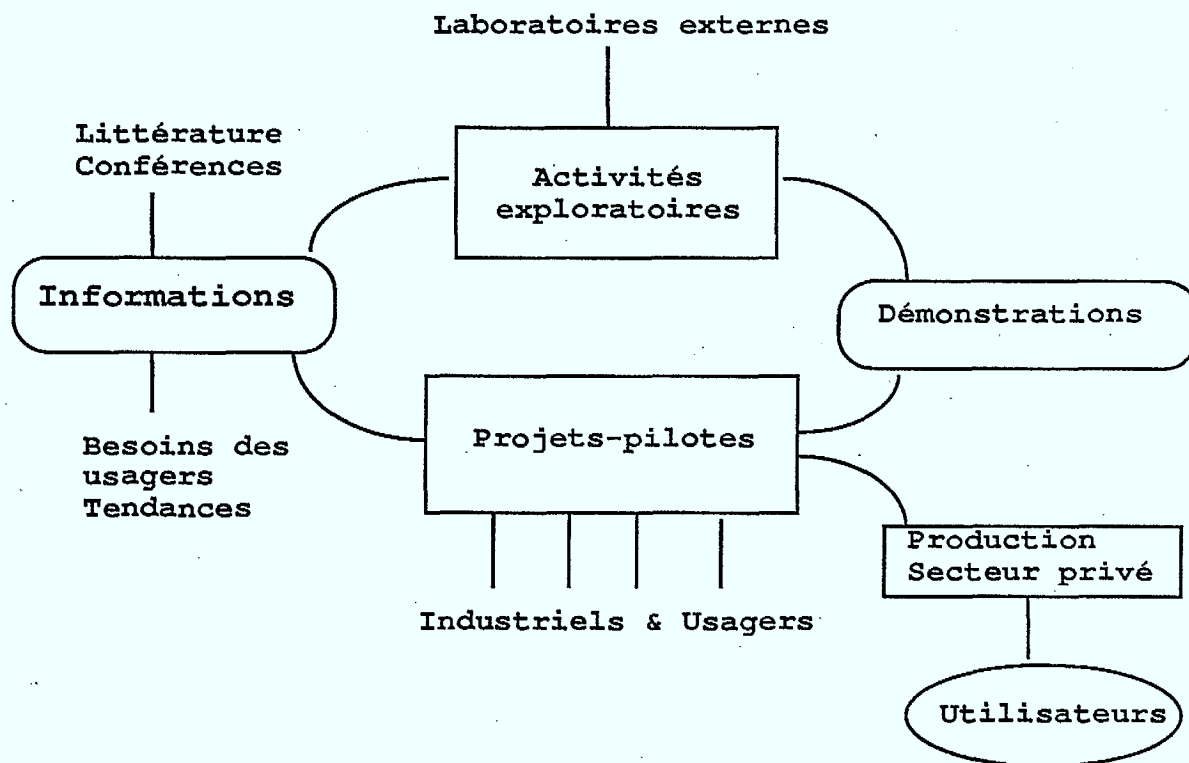 Laboratoires externes
Littérature
Conférences
Activités
exploratoires
Informations
Démonstrations
Besoins des
usagers
Tendances
Projets-pilotes
Production
Secteur privé
Industriels & Usagers
Utilisateurs